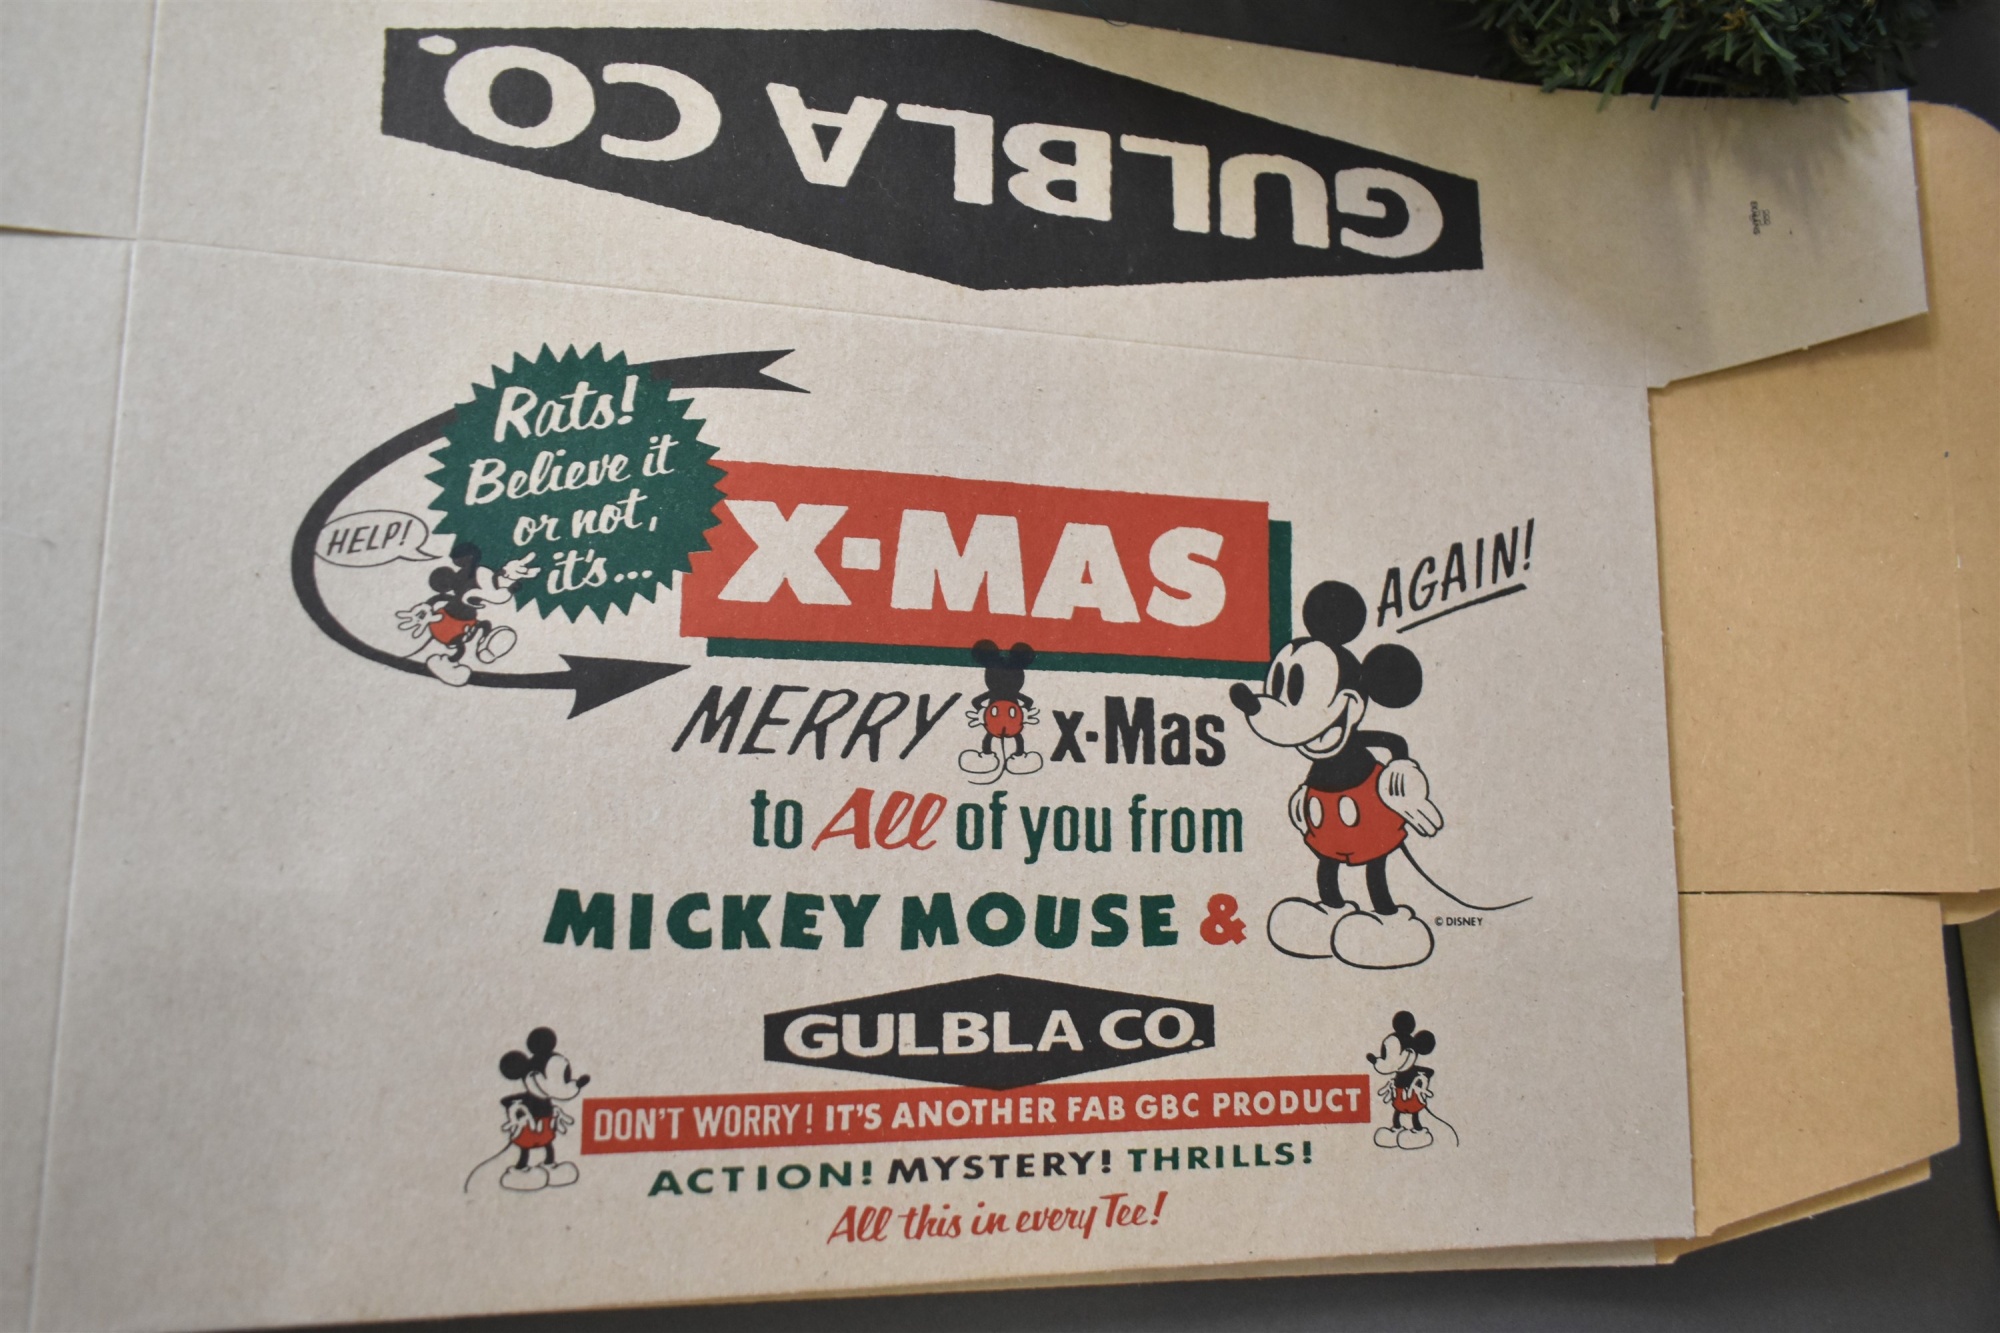 GULBLA CO.
Rats!
Believe it
or not,
it's...
HELP!
X-MAS
AGAIN!
MERRY x-Mas
to All of you from
MICKEY MOUSE &
© DISNEY
GULBLA CO.
DON'T WORRY! IT'S ANOTHER FAB GBC PRODUCT
ACTION! MYSTERY! THRILLS!
All this in every Tee!